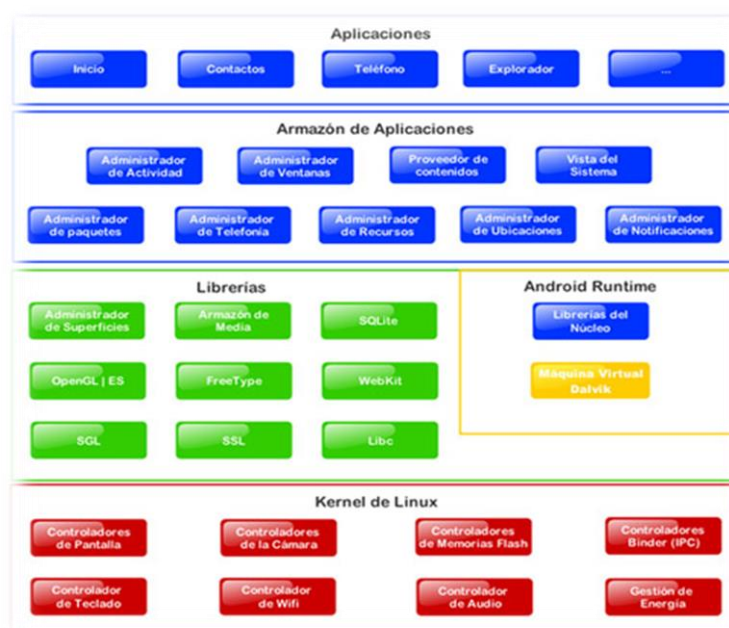 Aplicaciones
Inicio
Contactos
Teléfono
Explorador
...
Armazón de Aplicaciones
Administrador
de Actividad
Administrador
de Ventanas
Proveedor de
contenidos
Vista del
Sistema
Administrador
de paquetes
Administrador
de Telefonía
Administrador
de Recursos
Administrador
de Ubicaciones
Administrador
de Notificaciones
Librerías
Administrador
de Superficies
Armazón de
Media
SQLite
OpenGL | ES
FreeType
WebKit
SGL
SSL
Libc
Android Runtime
Librerías del
Núcleo
Máquina Virtual
Dalvik
Kernel de Linux
Controladores
de Pantalla
Controladores
de la Cámara
Controladores
de Memorias Flash
Controladores
Binder (IPC)
Controlador
de Teclado
Controlador
de Wifi
Controlador
de Audio
Gestión de
Energía